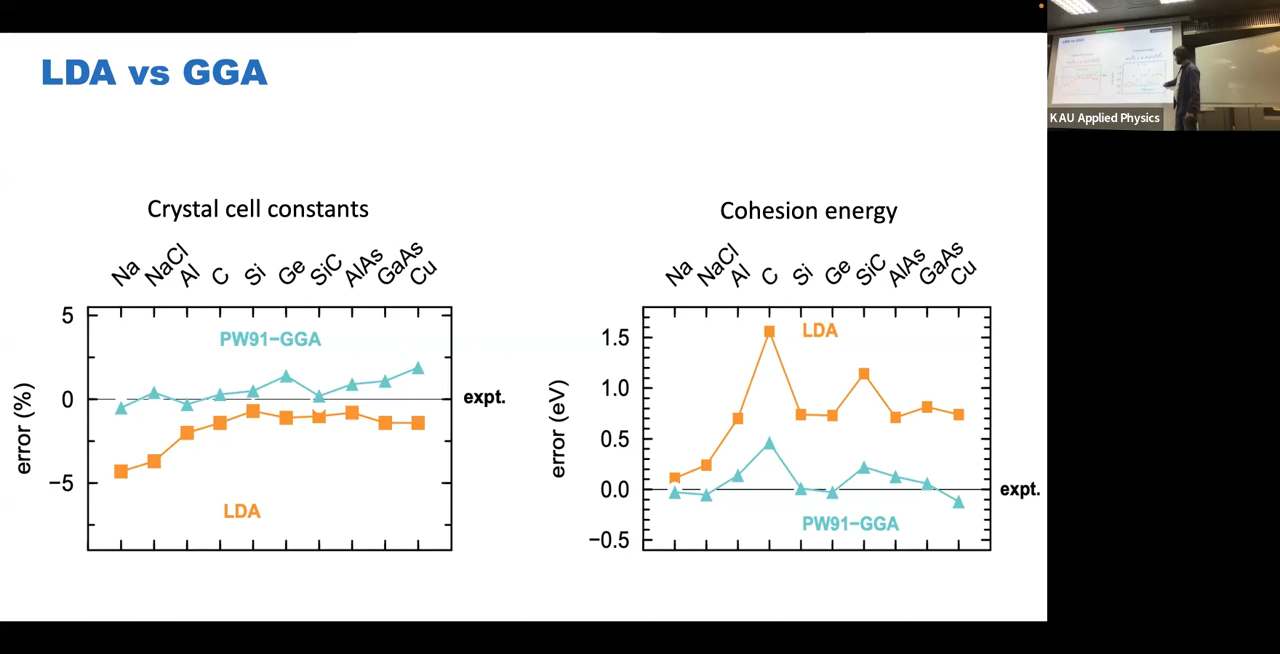 LDA vs GGA
KAU Applied Physics
Crystal cell constants
Na NaCl Al C Si Ge SiC AlAs GaAs Cu
5
PW91−GGA
0
expt.
−5
LDA
error (%)
Cohesion energy
Na NaCl Al C Si Ge SiC AlAs GaAs Cu
1.5
LDA
1.0
0.5
0.0
expt.
PW91−GGA
−0.5
error (eV)